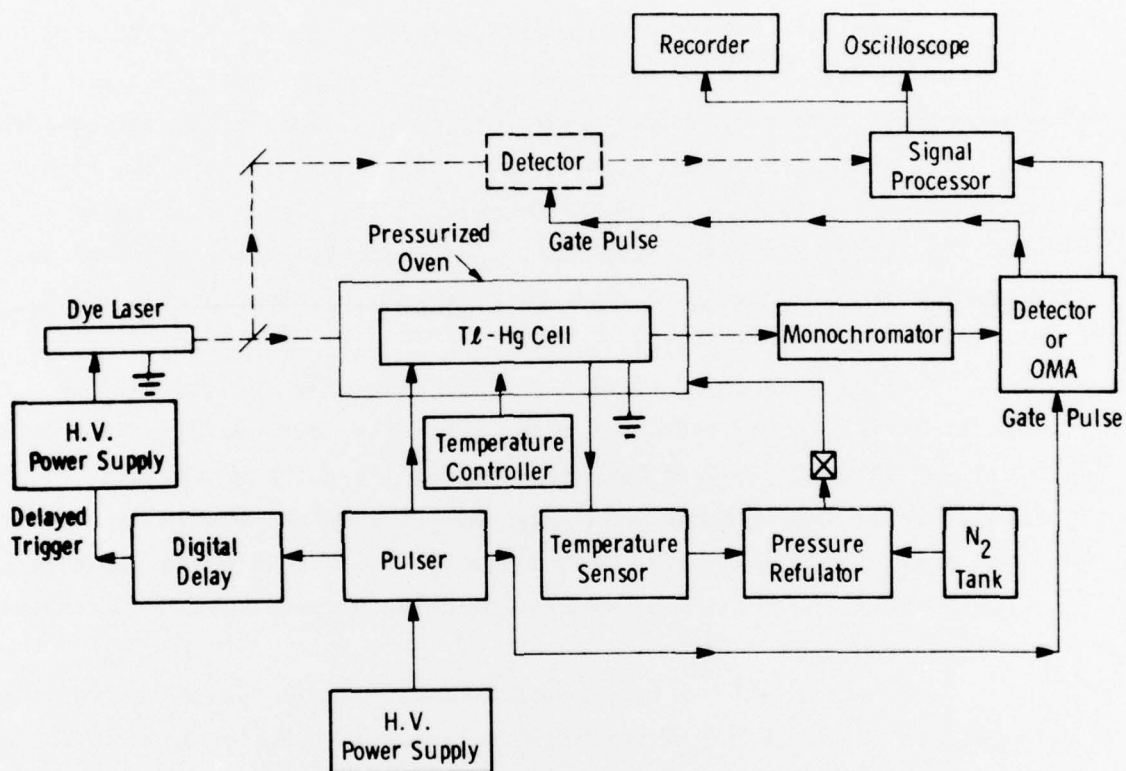 Recorder
Oscilloscope
Detector
Signal
Processor
Gate Pulse
Pressurized
Oven
Dye Laser
Tℓ-Hg Cell
Monochromator
Detector
or
OMA
Gate Pulse
H.V.
Power Supply
Temperature
Controller
Delayed
Trigger
Digital
Delay
Pulser
Temperature
Sensor
Pressure
Refulator
N2
Tank
H.V.
Power Supply